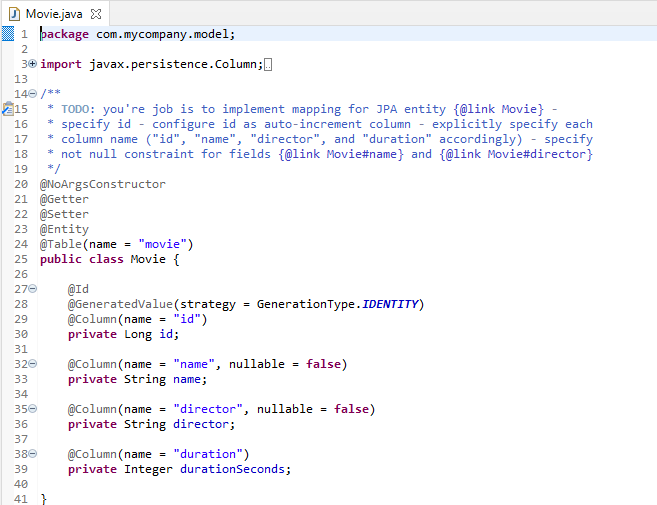 Movie.java
1 package com.mycompany.model;
2
3 import javax.persistence.Column;
13
14 /**
15  * TODO: you're job is to implement mapping for JPA entity {@link Movie} -
16  * specify id - configure id as auto-increment column - explicitly specify each
17  * column name ("id", "name", "director", and "duration" accordingly) - specify
18  * not null constraint for fields {@link Movie#name} and {@link Movie#director}
19  */
20 @NoArgsConstructor
21 @Getter
22 @Setter
23 @Entity
24 @Table(name = "movie")
25 public class Movie {
26
27     @Id
28     @GeneratedValue(strategy = GenerationType.IDENTITY)
29     @Column(name = "id")
30     private Long id;
31
32     @Column(name = "name", nullable = false)
33     private String name;
34
35     @Column(name = "director", nullable = false)
36     private String director;
37
38     @Column(name = "duration")
39     private Integer durationSeconds;
40
41 }